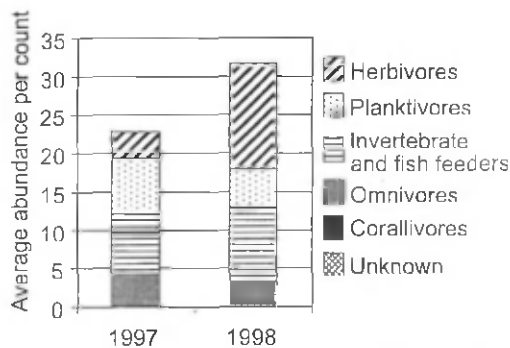 Average abundance per count
35
30
25
20
15
10
5
0
1997 1998
Herbivores
Planktivores
Invertebrate
and fish feeders
Omnivores
Corallivores
Unknown